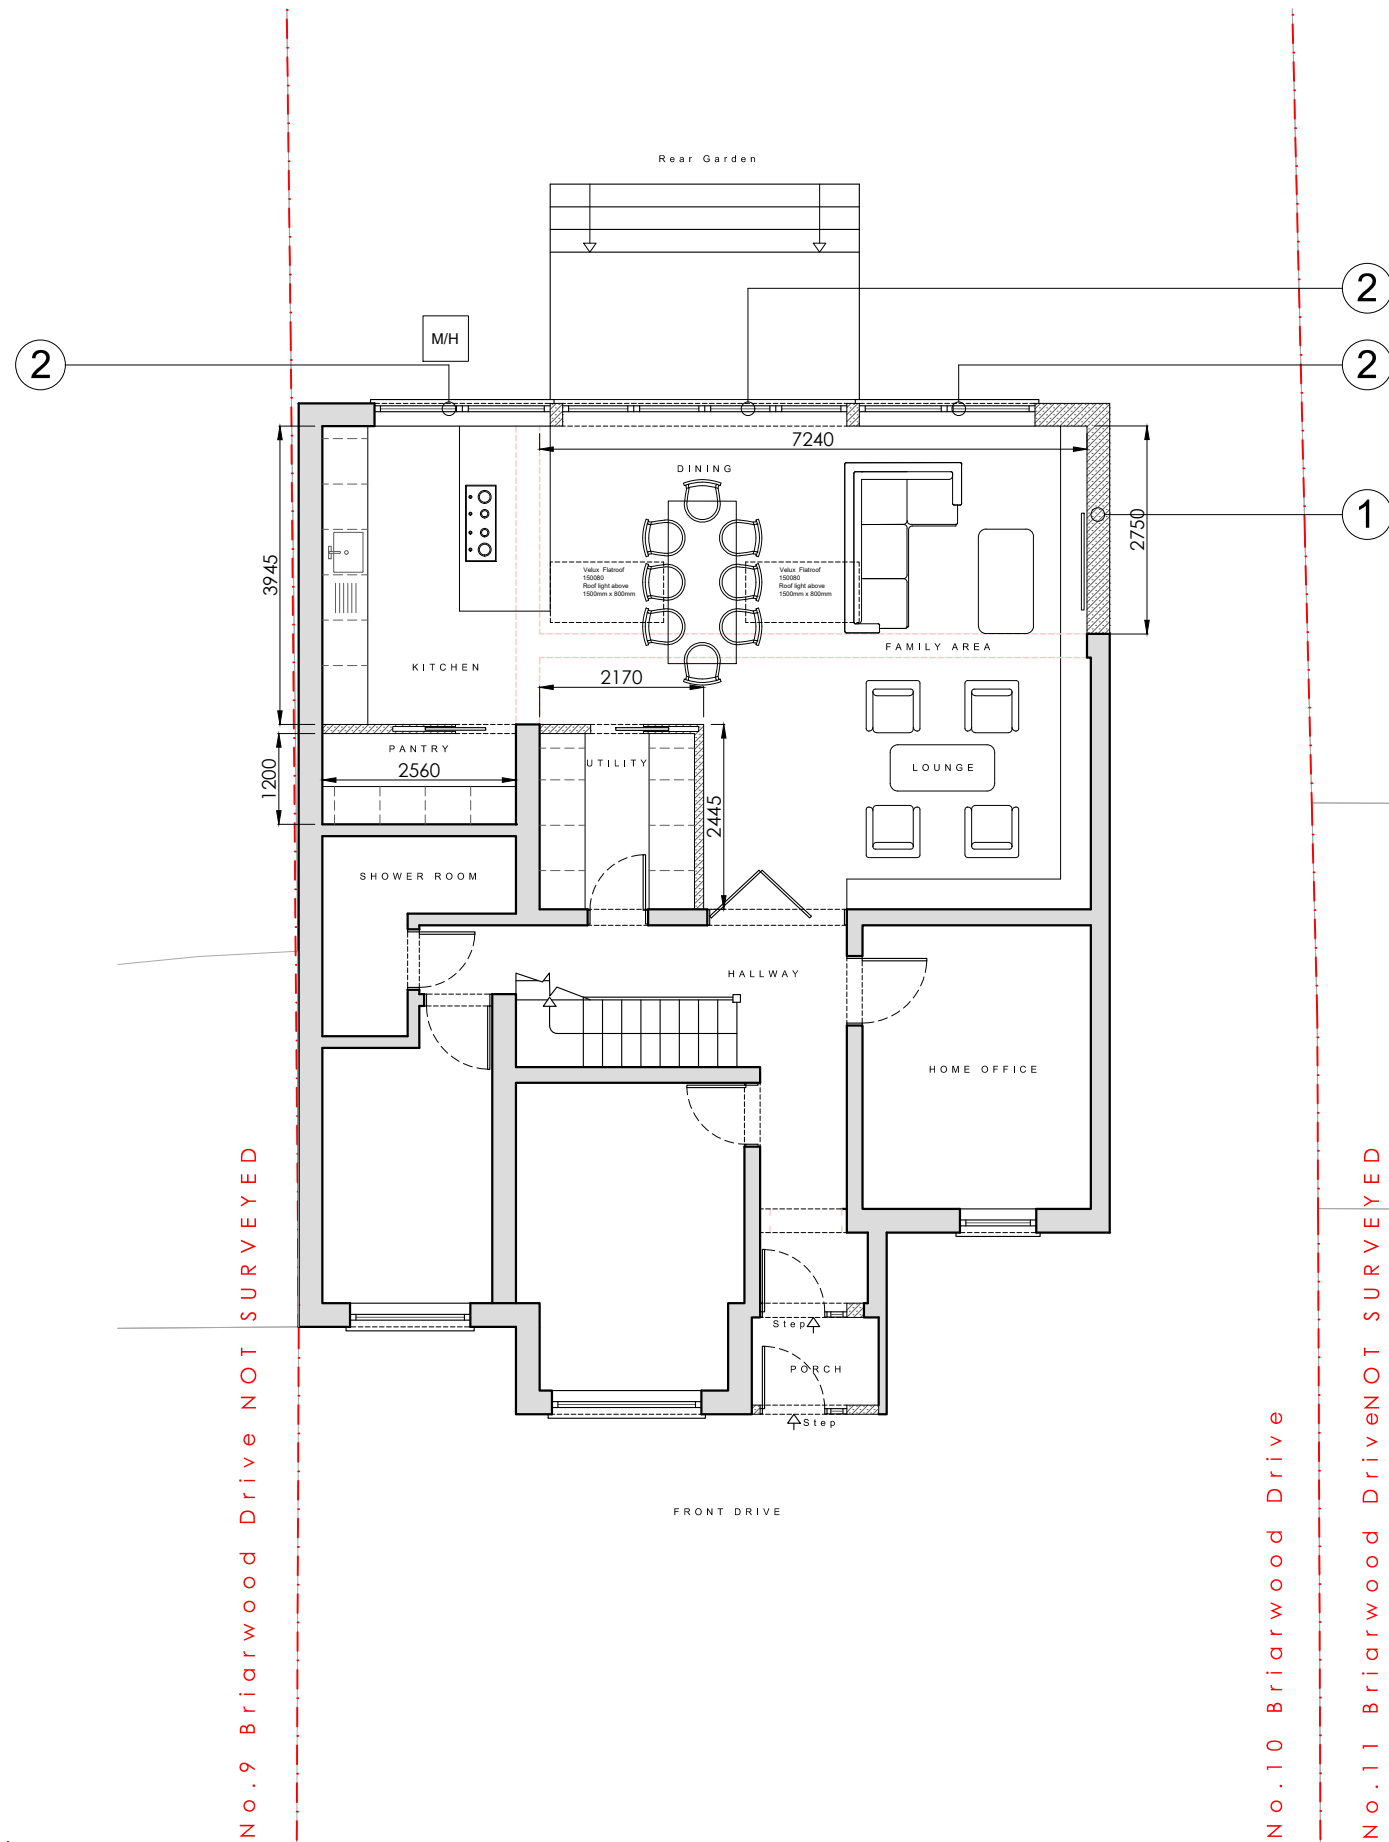 Rear Garden
2
M/H
2
2
7240
DINING
2750
1
3945
Velux Flatroof
150080
Roof light above
1500mm x 800mm
Velux Flatroof
150080
Roof light above
1500mm x 800mm
FAMILY AREA
KITCHEN
2170
PANTRY
2560
1200
UTILITY
2445
LOUNGE
SHOWER ROOM
HALLWAY
HOME OFFICE
Step
PORCH
Step
FRONT DRIVE
No.9 Briarwood Drive NOT SURVEYED
No.10 Briarwood Drive
No.11 Briarwood DriveNOT SURVEYED